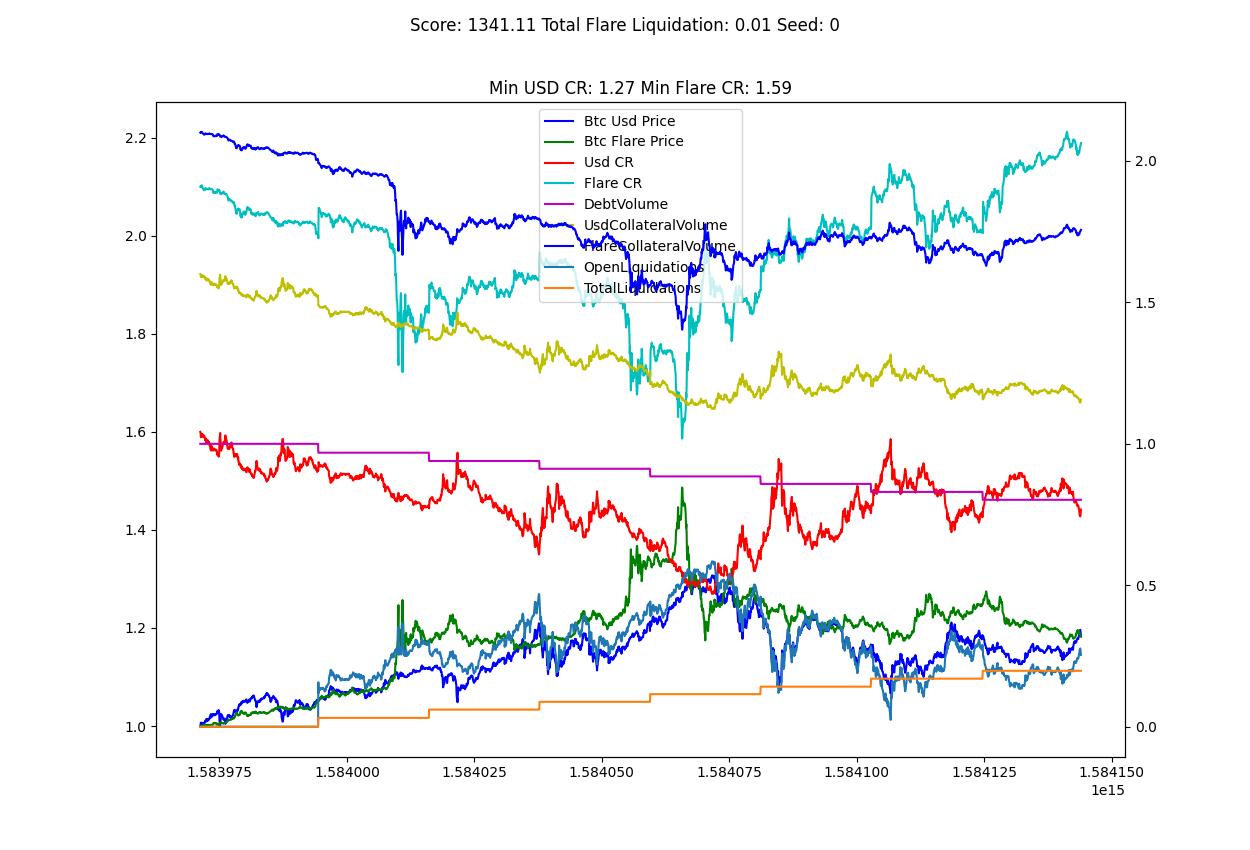 Score: 1341.11 Total Flare Liquidation: 0.01 Seed: 0
Min USD CR: 1.27 Min Flare CR: 1.59
Btc Usd Price
Btc Flare Price
Usd CR
Flare CR
DebtVolume
UsdCollateralVolume
FlareCollateralVolume
OpenLiquidations
TotalLiquidations
2.2
2.0
1.8
1.6
1.4
1.2
1.0
2.0
1.5
1.0
0.5
0.0
1.583975 1.584000 1.584025 1.584050 1.584075 1.584100 1.584125 1.584150
1e15